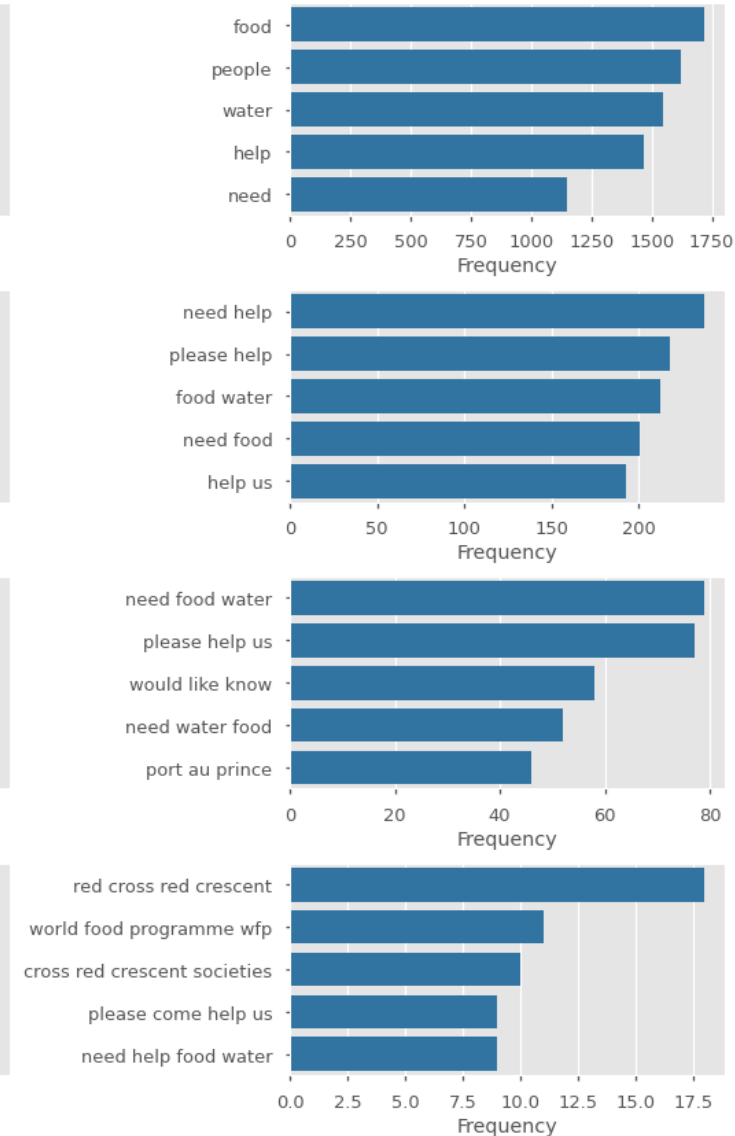 food
people
water
help
need
0 250 500 750 1000 1250 1500 1750
Frequency
need help
please help
food water
need food
help us
0 50 100 150 200
Frequency
need food water
please help us
would like know
need water food
port au prince
0 20 40 60 80
Frequency
red cross red crescent
world food programme wfp
cross red crescent societies
please come help us
need help food water
0.0 2.5 5.0 7.5 10.0 12.5 15.0 17.5
Frequency